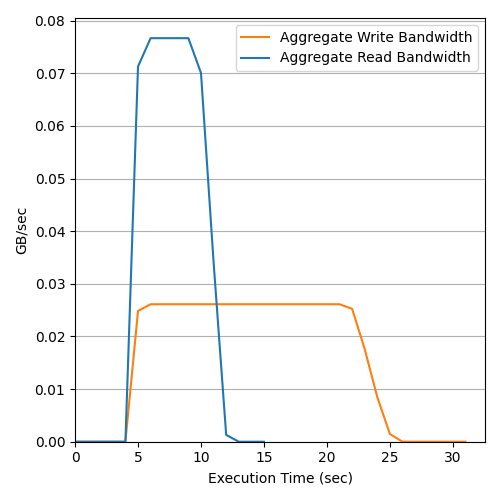 0.08
0.07
0.06
0.05
0.04
0.03
0.02
0.01
0.00
GB/sec
Aggregate Write Bandwidth
Aggregate Read Bandwidth
0 5 10 15 20 25 30
Execution Time (sec)